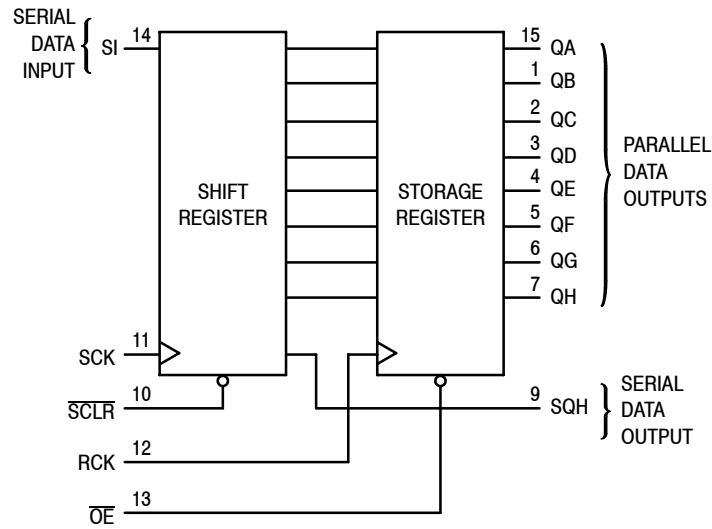 SERIAL
DATA
INPUT
SI 14
SHIFT
REGISTER
STORAGE
REGISTER
15 QA
1 QB
2 QC
3 QD
4 QE
5 QF
6 QG
7 QH
PARALLEL
DATA
OUTPUTS
SCK 11
SCLR 10
RCK 12
OE 13
9 SQH
SERIAL
DATA
OUTPUT